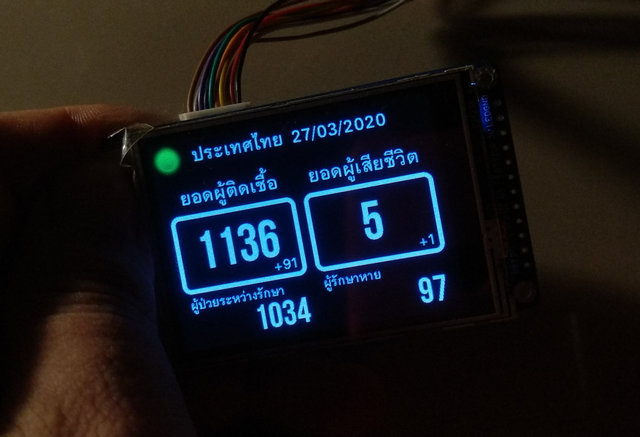 ประเทศไทย 27/03/2020
ยอดผู้ติดเชื้อ
1136
+91
ยอดผู้เสียชีวิต
5
+1
ผู้ป่วยระหว่างรักษา
1034
ผู้รักษาหาย
97